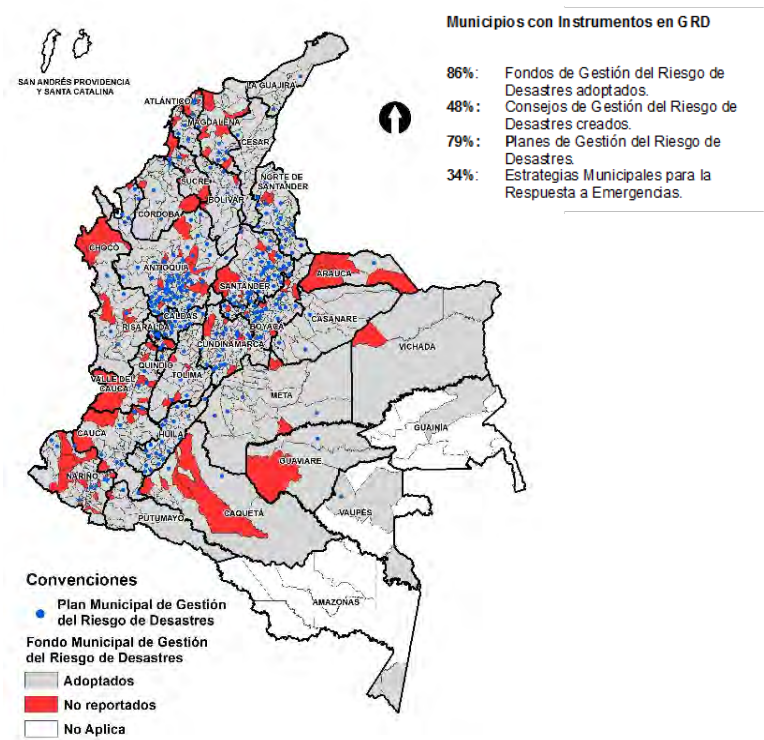 Municipios con Instrumentos en GRD
86%: Fondos de Gestión del Riesgo de
Desastres adoptados.
48%: Consejos de Gestión del Riesgo de
Desastres creados.
79%: Planes de Gestión del Riesgo de
Desastres.
34%: Estrategias Municipales para la
Respuesta a Emergencias.
SAN ANDRÉS PROVIDENCIA
Y SANTA CATALINA
LA GUAJIRA
ATLÁNTICO
MAGDALENA
CESAR
SUCRE
NORTE DE
SANTANDER
BOLÍVAR
CÓRDOBA
CHOCÓ
ANTIOQUIA
ARAUCA
SANTANDER
CALDAS
RISARALDA
BOYACÁ
CASANARE
CUNDINAMARCA
VICHADA
QUINDIO
TOLIMA
VALLE DEL
CAUCA
META
GUAINÍA
CAUCA
HUILA
GUAVIARE
NARIÑO
CAQUETÁ
VAUPÉS
PUTUMAYO
AMAZONAS
Convenciones
Plan Municipal de Gestión
del Riesgo de Desastres
Fondo Municipal de Gestión
del Riesgo de Desastres
Adoptados
No reportados
No Aplica